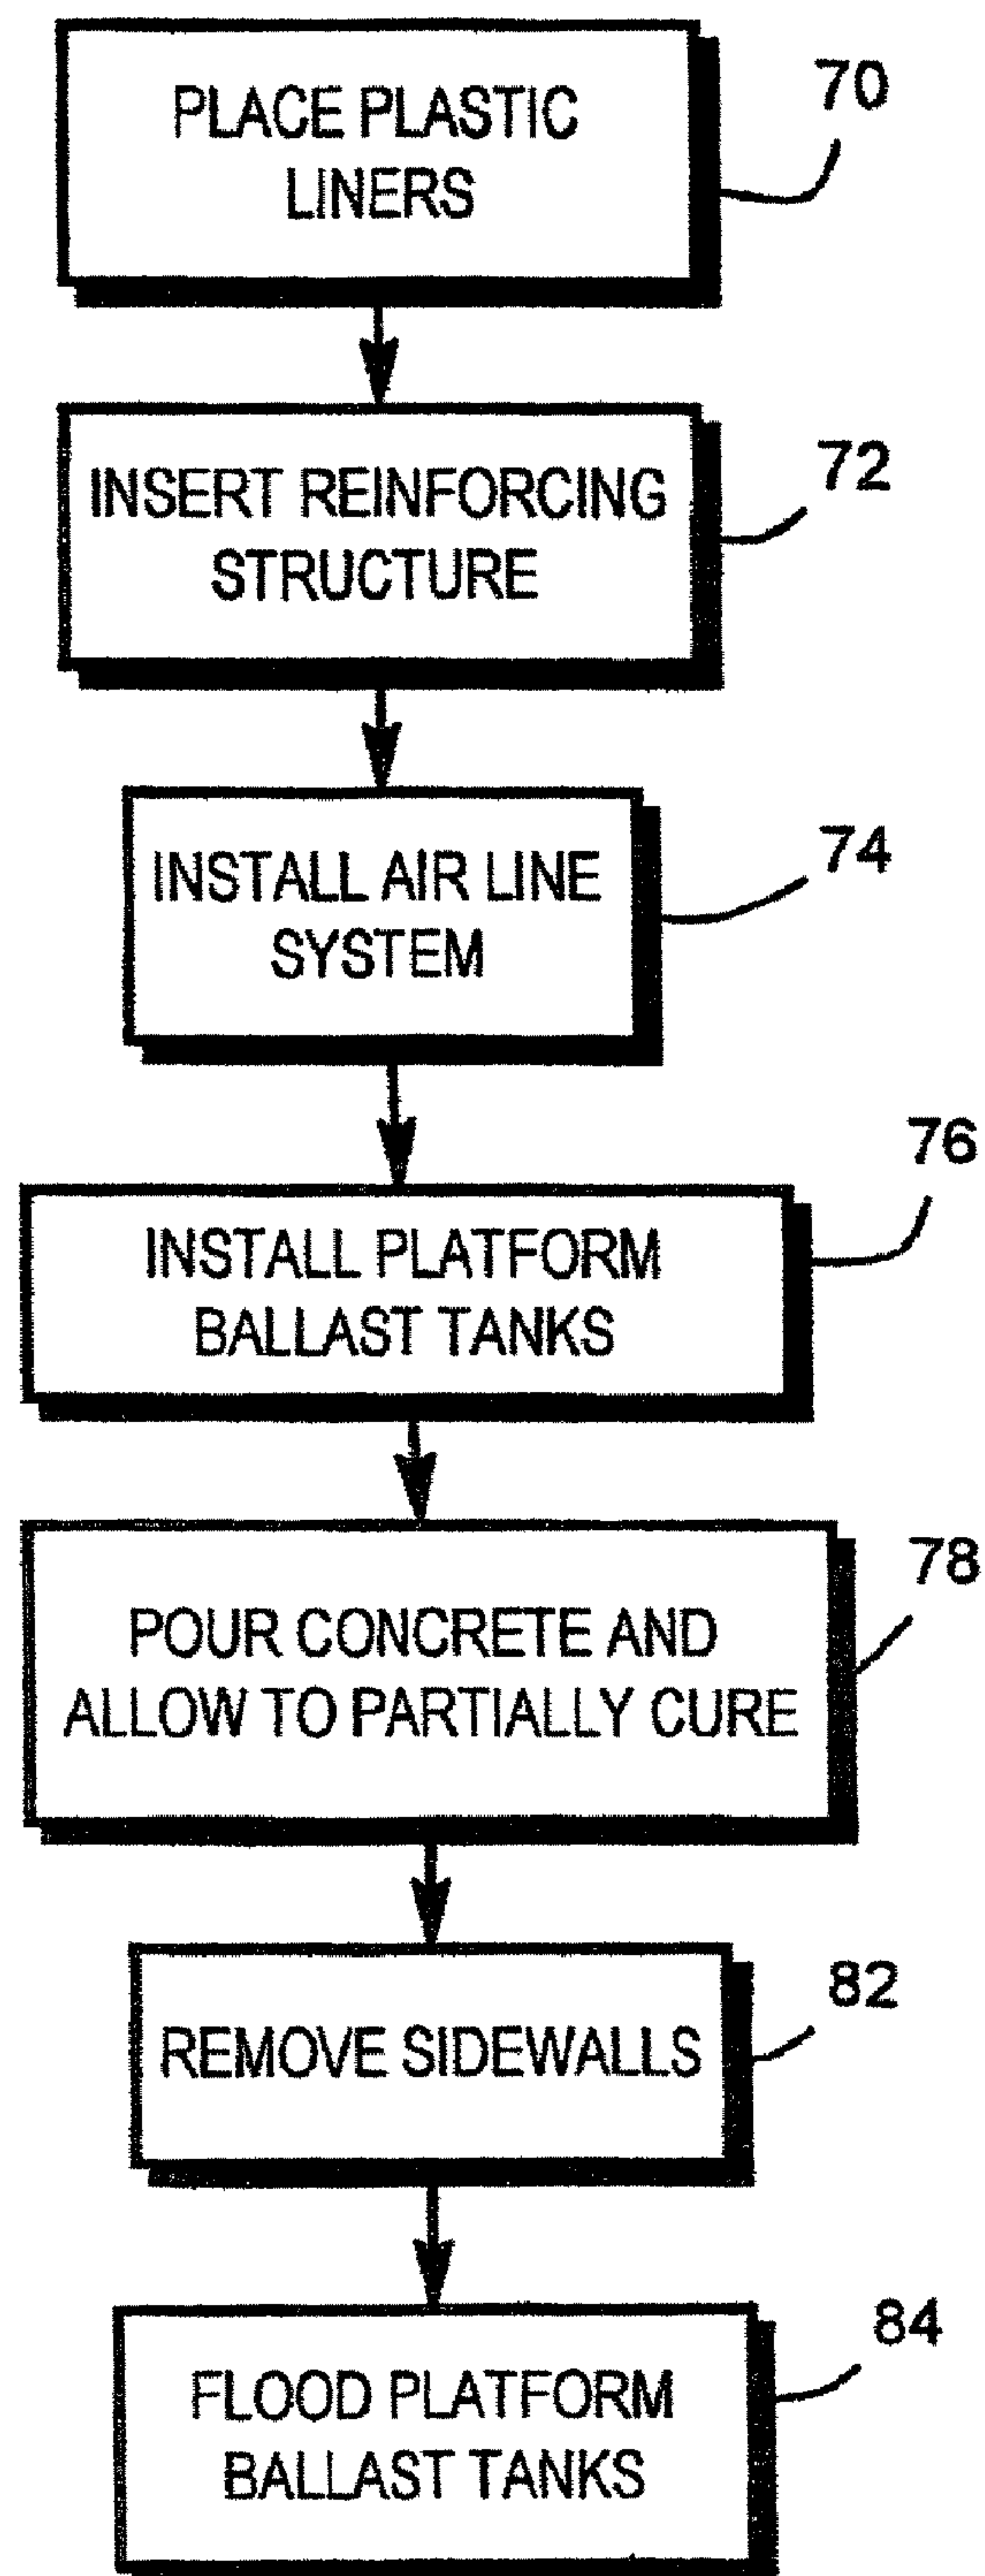 PLACE PLASTIC
LINERS
70
INSERT REINFORCING
STRUCTURE
72
INSTALL AIR LINE
SYSTEM
74
INSTALL PLATFORM
BALLAST TANKS
76
POUR CONCRETE AND
ALLOW TO PARTIALLY CURE
78
REMOVE SIDEWALLS
82
FLOOD PLATFORM
BALLAST TANKS
84